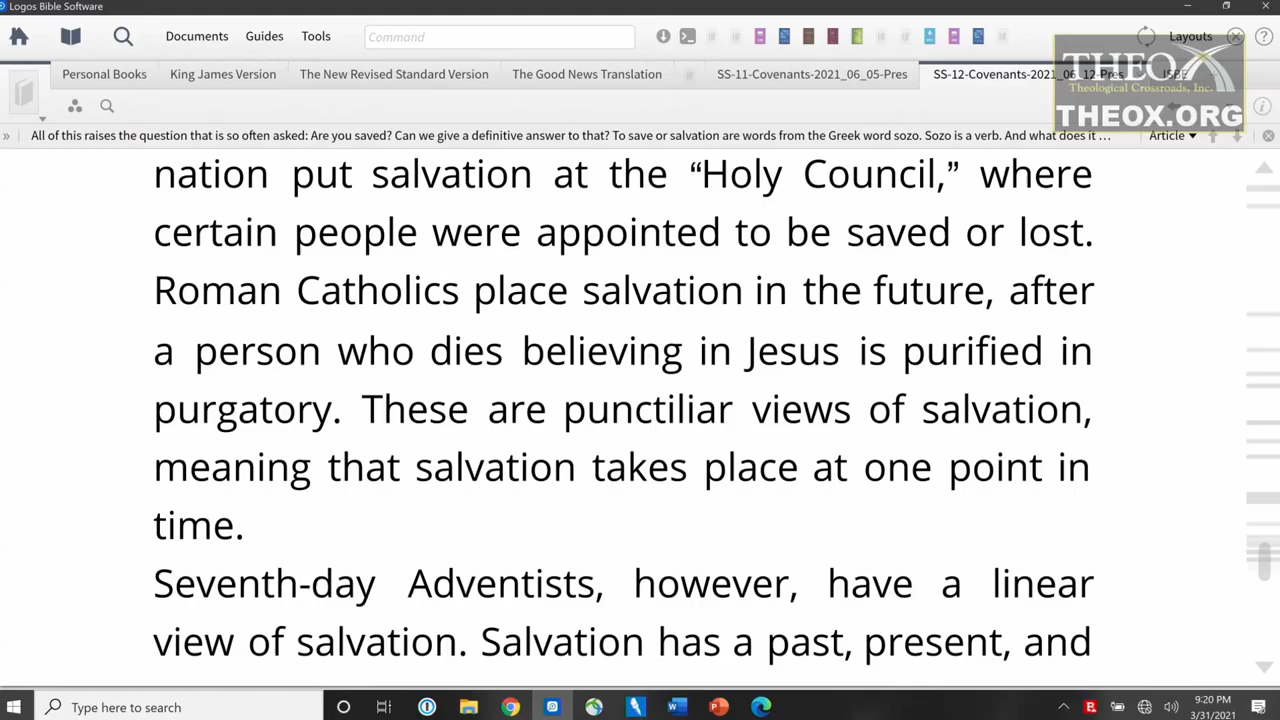 Logos Bible Software
Documents Guides Tools Command Layouts
Personal Books King James Version The New Revised Standard Version The Good News Translation SS-11-Covenants-2021_06_05-Pres SS-12-Covenants-2021_06_12-Pres ISBE
THEOX
Theological Crossroads, Inc.
THEOX.ORG
All of this raises the question that is so often asked: Are you saved? Can we give a definitive answer to that? To save or salvation are words from the Greek word sozo. Sozo is a verb. And what does it … Article
nation put salvation at the “Holy Council,” where
certain people were appointed to be saved or lost.
Roman Catholics place salvation in the future, after
a person who dies believing in Jesus is purified in
purgatory. These are punctiliar views of salvation,
meaning that salvation takes place at one point in
time.
Seventh-day Adventists, however, have a linear
view of salvation. Salvation has a past, present, and
Type here to search
9:20 PM
3/31/2021